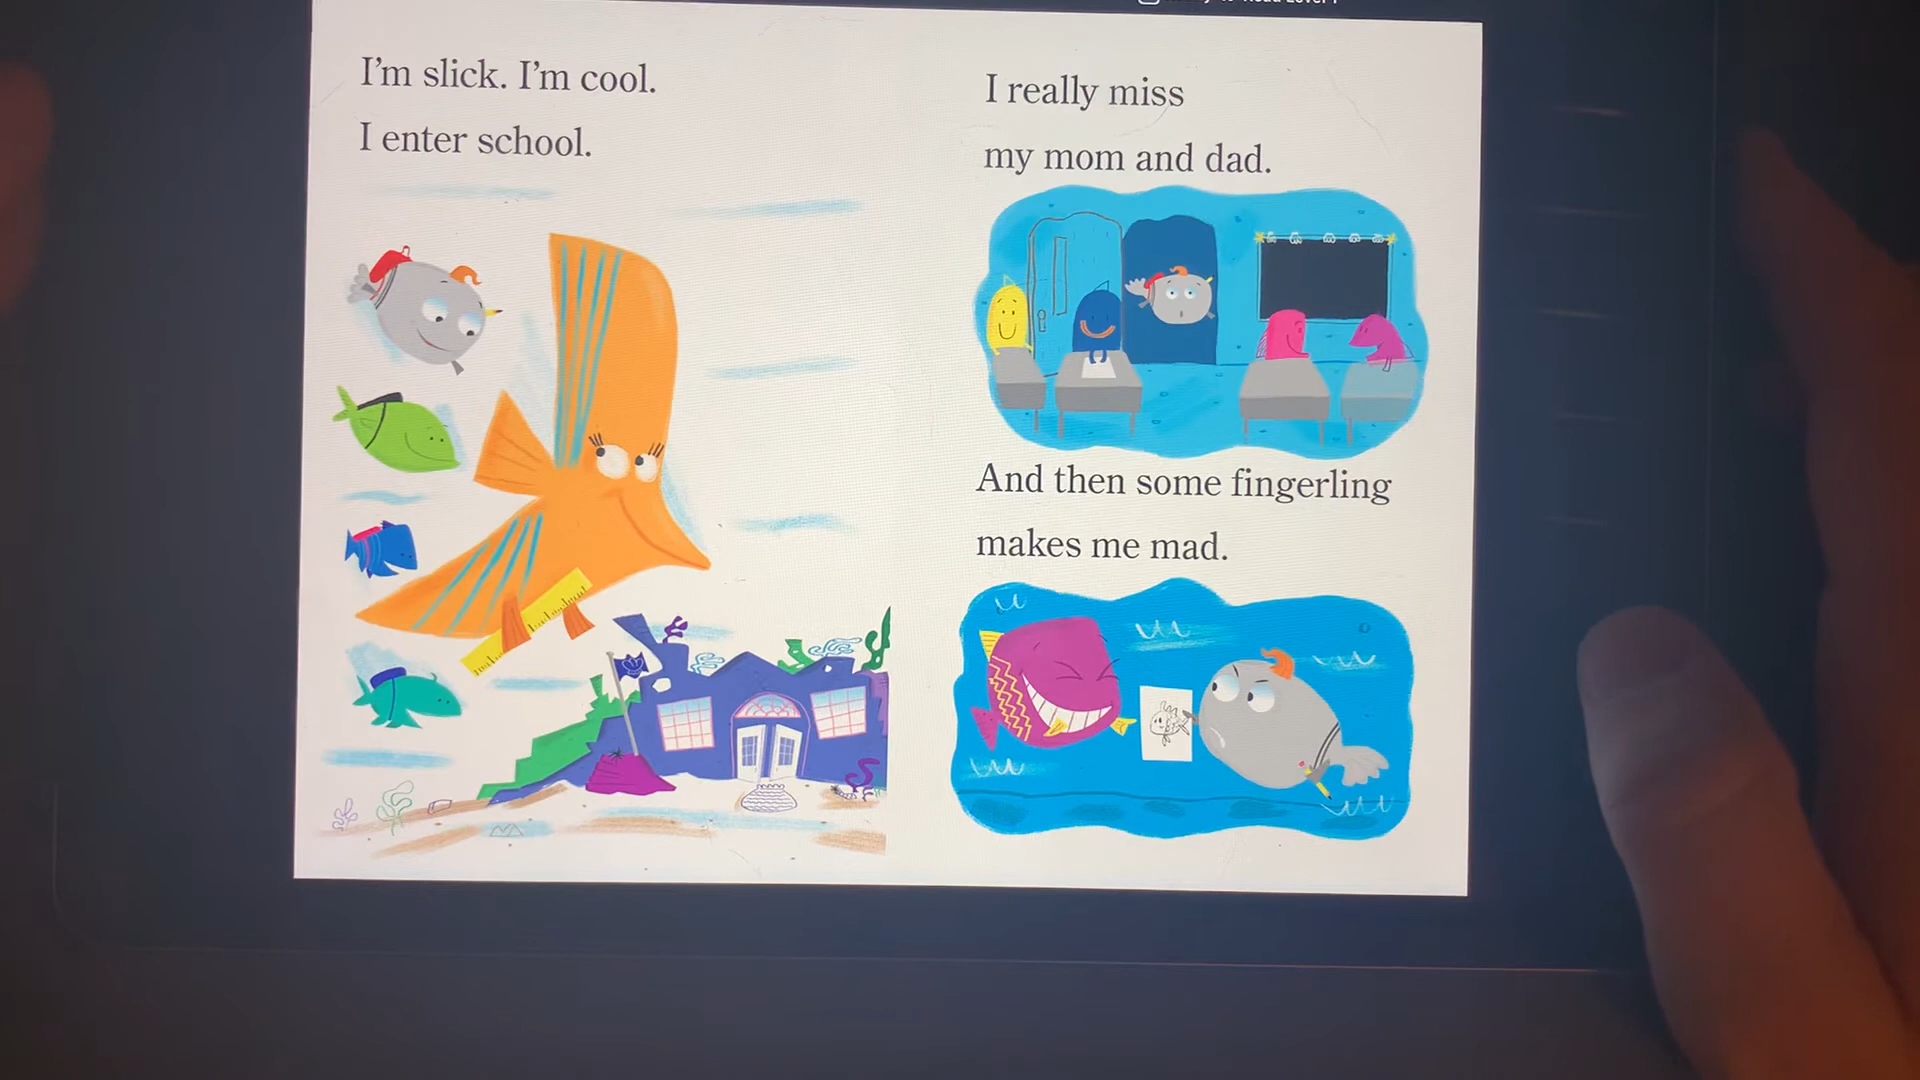 I'm slick. I'm cool.
I enter school.
I really miss
my mom and dad.
And then some fingerling
makes me mad.